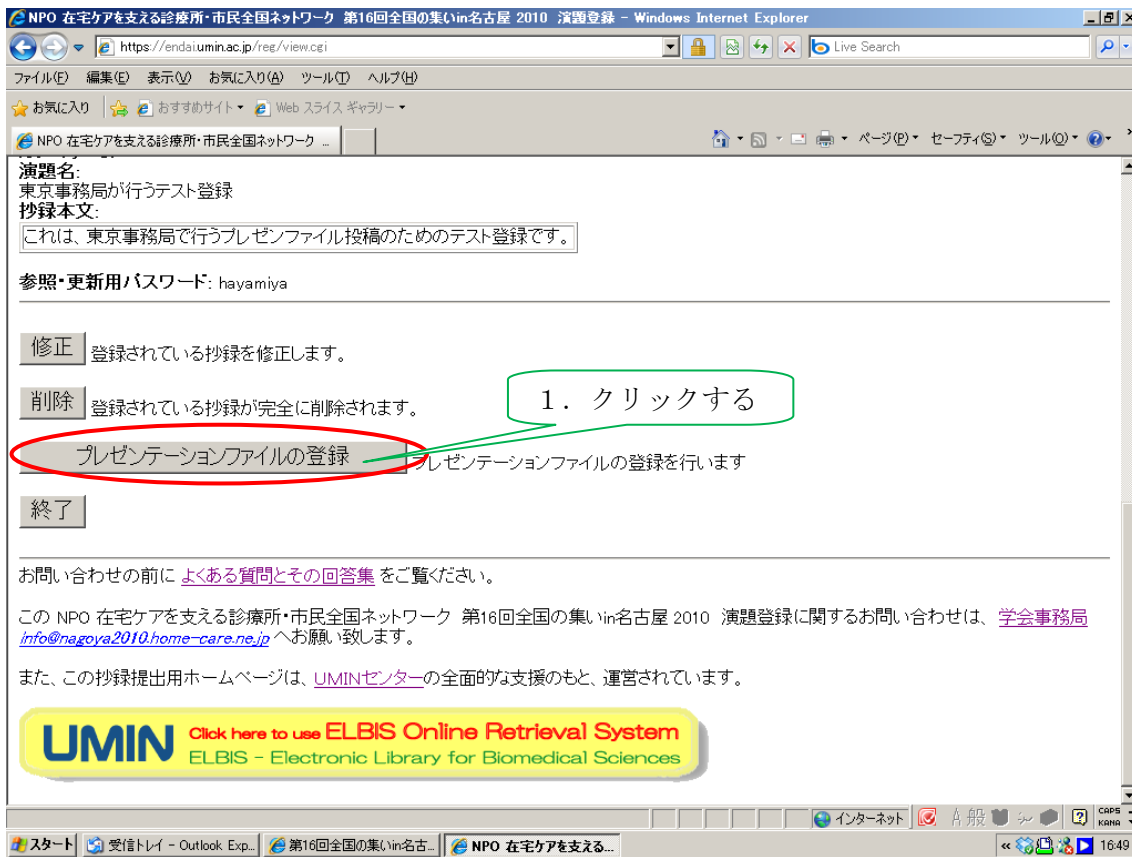 NPO 在宅ケアを支える診療所・市民全国ネットワーク 第16回全国の集いin名古屋 2010 演題登録 - Windows Internet Explorer
https://endai.umin.ac.jp/reg/view.cgi
Live Search
ファイル(F) 編集(E) 表示(V) お気に入り(A) ツール(T) ヘルプ(H)
お気に入り おすすめサイト Web スライス ギャラリー
NPO 在宅ケアを支える診療所・市民全国ネットワーク ...
ページ(P) セーフティ(S) ツール(O)
演題名:
東京事務局が行うテスト登録
抄録本文:
これは、東京事務局で行うプレゼンファイル投稿のためのテスト登録です。
参照・更新用パスワード: hayamiya
修正 登録されている抄録を修正します。
削除 登録されている抄録が完全に削除されます。
1．クリックする
プレゼンテーションファイルの登録 プレゼンテーションファイルの登録を行います
終了
お問い合わせの前に よくある質問とその回答集 をご覧ください。
この NPO 在宅ケアを支える診療所・市民全国ネットワーク 第16回全国の集いin名古屋 2010 演題登録に関するお問い合わせは、 学会事務局
info@nagoya2010.home-care.ne.jp へお願い致します。
また、この抄録提出用ホームページは、UMINセンターの全面的な支援のもと、運営されています。
UMIN Click here to use ELBIS Online Retrieval System
ELBIS - Electronic Library for Biomedical Sciences
インターネット
A 般
CAPS
KANA
スタート 受信トレイ - Outlook Exp... 第16回全国の集いin名古... NPO 在宅ケアを支える... 16:49